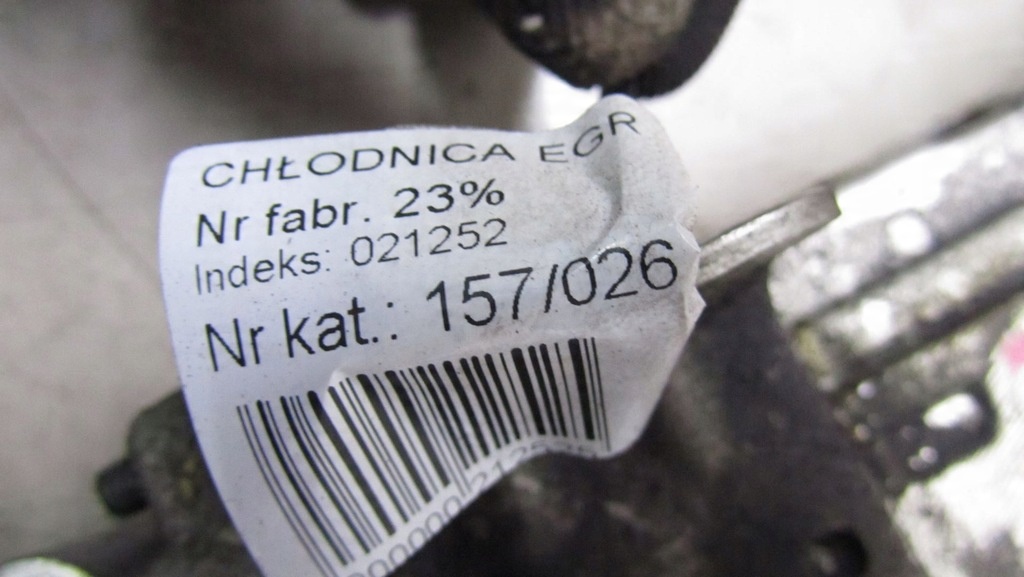 CHŁODNICA EGR
Nr fabr. 23%
Indeks: 021252
Nr kat.: 157/026